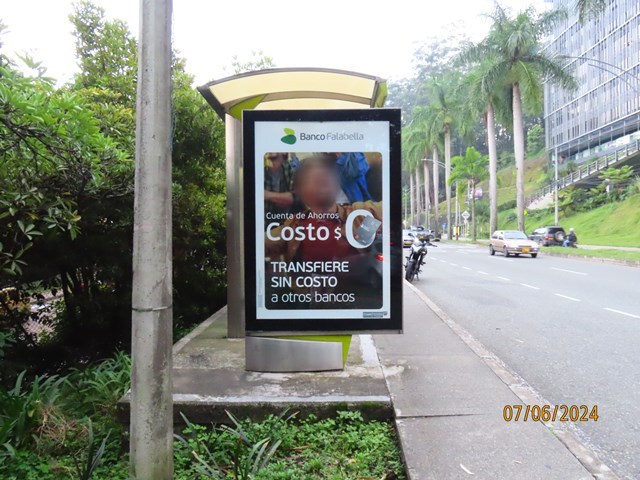 Banco Falabella
Cuenta de Ahorros
Costo $0
TRANSFIERE
SIN COSTO
a otros bancos
07/06/2024